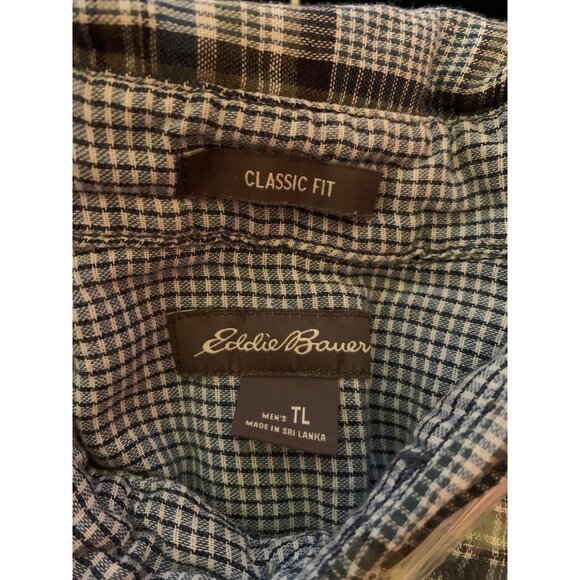 CLASSIC FIT
Eddie Bauer
MEN'S TL
MADE IN SRI LANKA